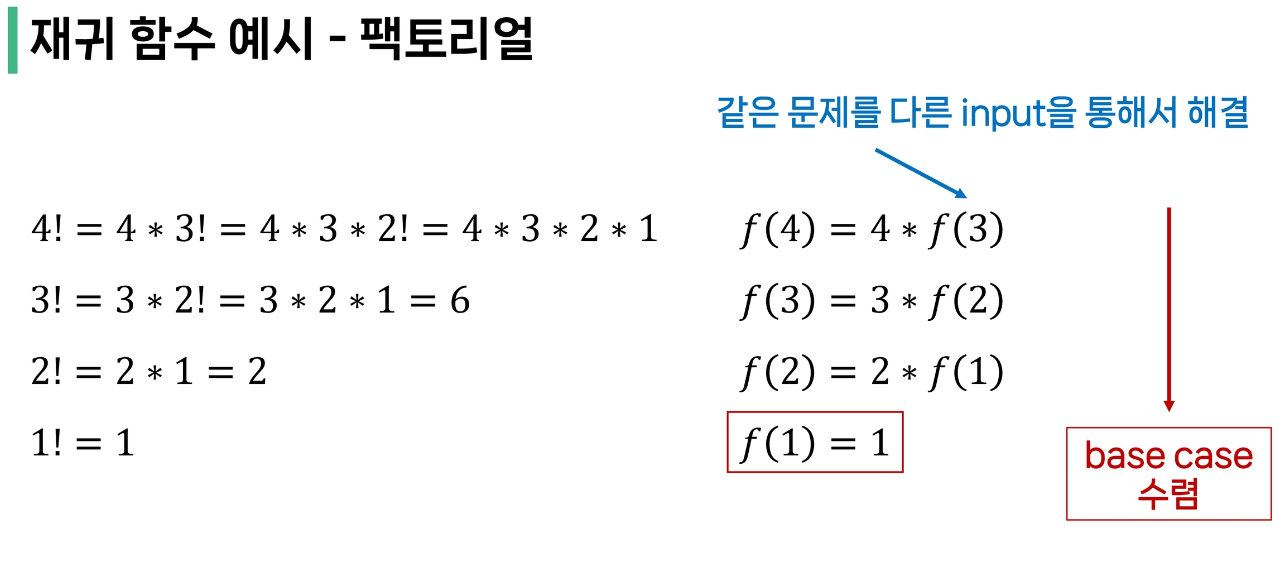 재귀 함수 예시 - 팩토리얼
같은 문제를 다른 input을 통해서 해결
4! = 4 ∗ 3! = 4 ∗ 3 ∗ 2! = 4 ∗ 3 ∗ 2 ∗ 1
3! = 3 ∗ 2! = 3 ∗ 2 ∗ 1 = 6
2! = 2 ∗ 1 = 2
1! = 1
f(4) = 4 ∗ f(3)
f(3) = 3 ∗ f(2)
f(2) = 2 ∗ f(1)
f(1) = 1
base case
수렴